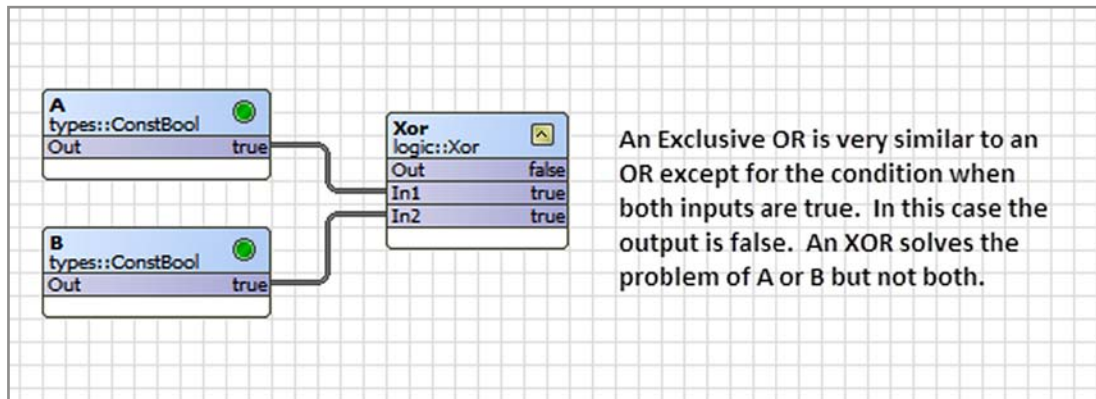 A
types::ConstBool
Out true
B
types::ConstBool
Out true
Xor
logic::Xor
Out false
In1 true
In2 true
An Exclusive OR is very similar to an
OR except for the condition when
both inputs are true. In this case the
output is false. An XOR solves the
problem of A or B but not both.